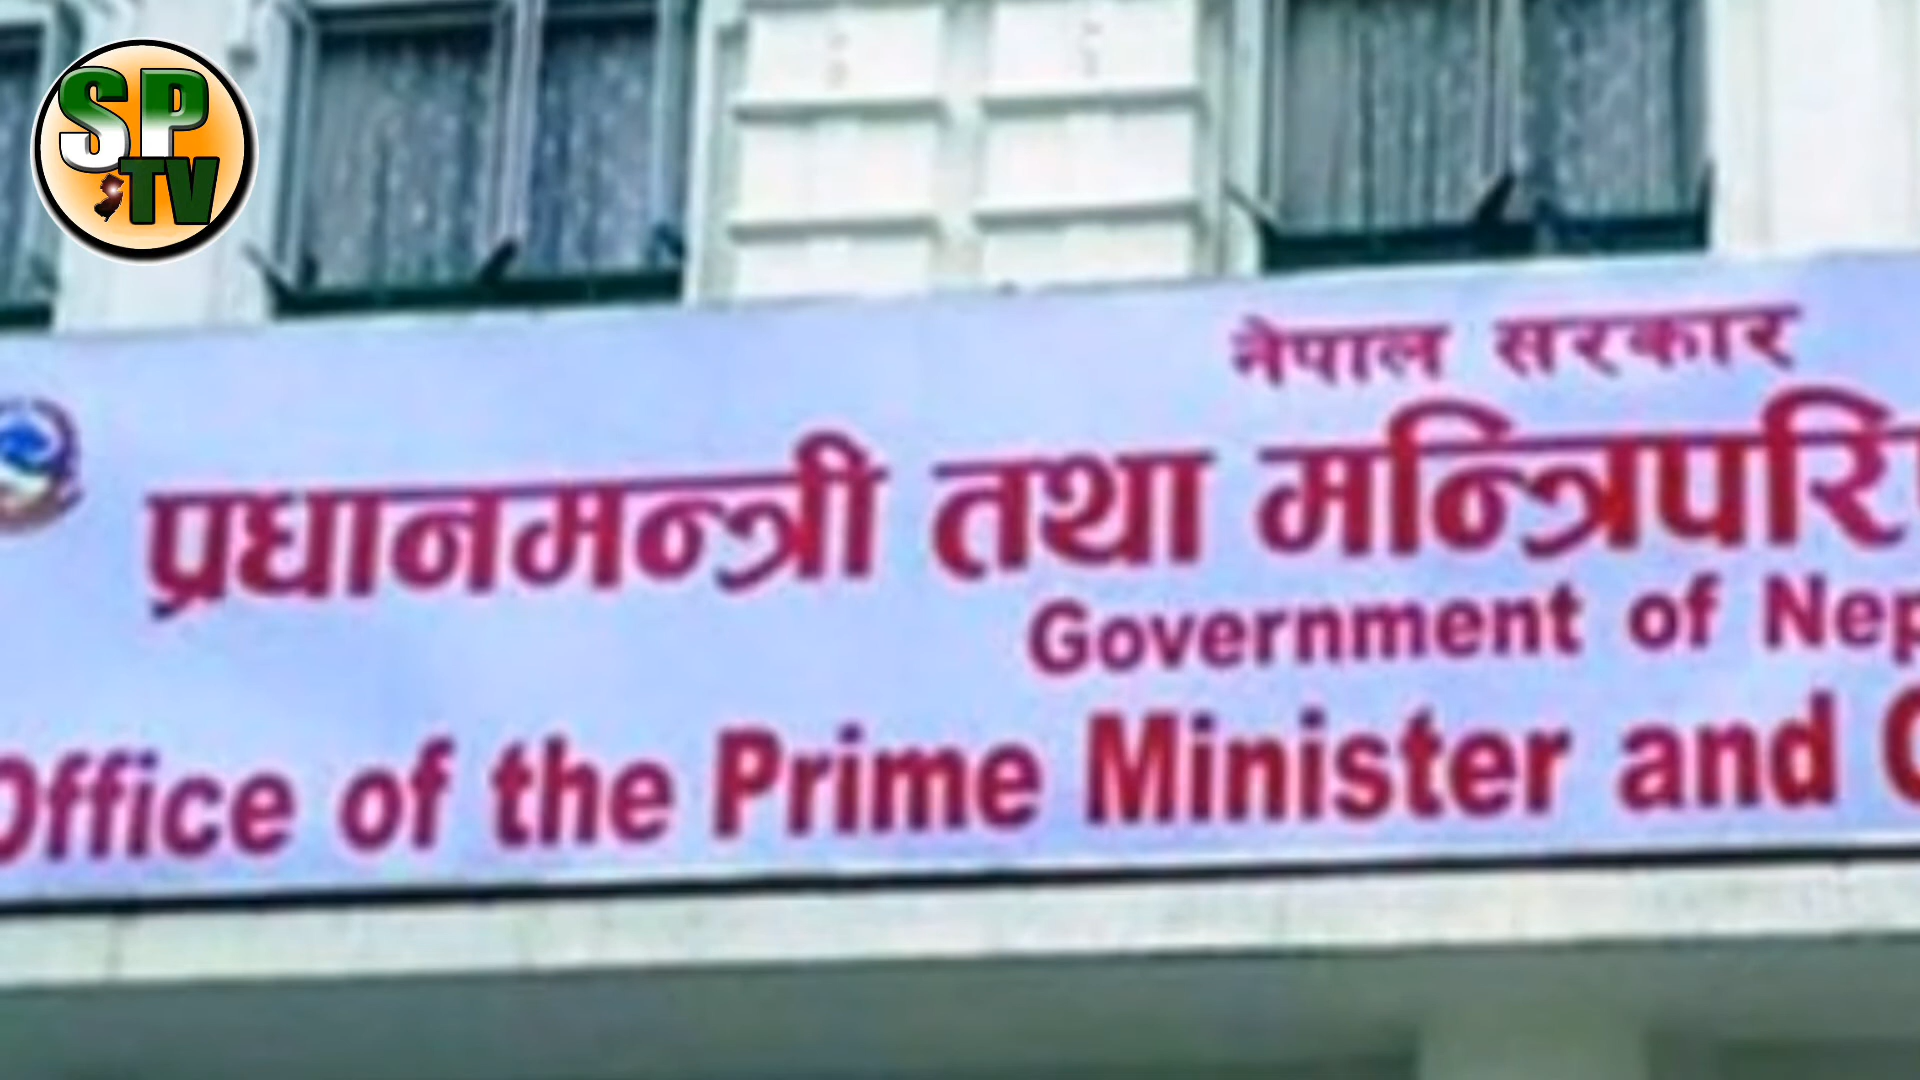 SP
TV
नेपाल सरकार
प्रधानमन्त्री तथा मन्त्रिपरि
Government of Nep
Office of the Prime Minister and C